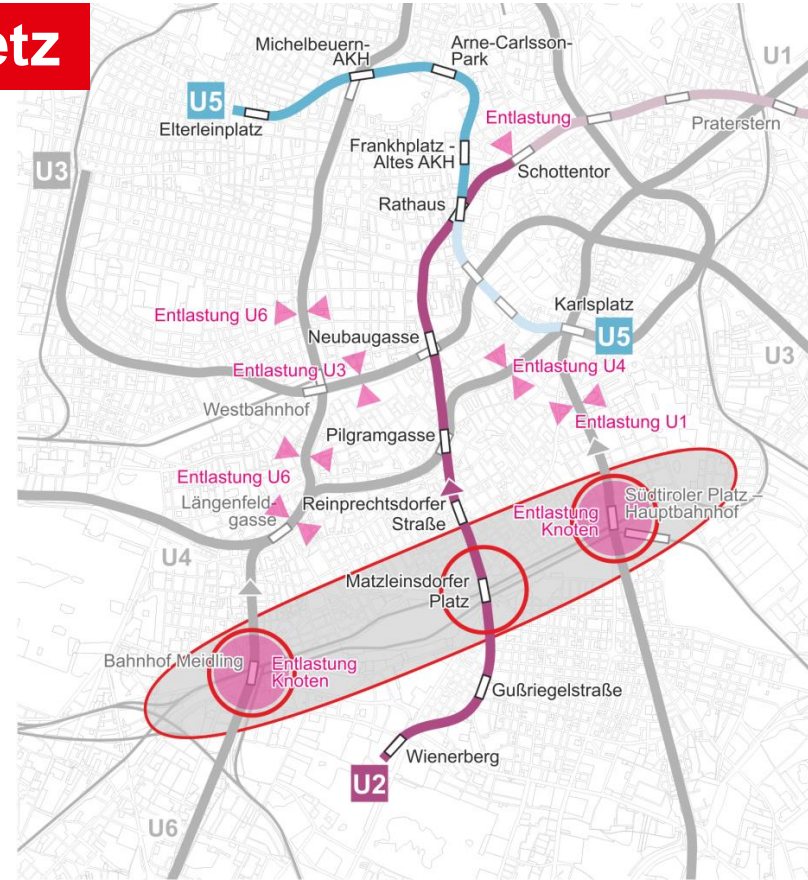 etz
Michelbeuern-
AKH
Arne-Carlsson-
Park
U1
U5
Elterleinplatz
Entlastung
Praterstern
Frankhplatz -
Altes AKH
Schottentor
U3
Rathaus
Entlastung U6
Karlsplatz
Neubaugasse
U5
U3
Entlastung U3
Entlastung U4
Westbahnhof
Entlastung U1
Pilgramgasse
Entlastung U6
Längenfeld-
gasse
Reinprechtsdorfer
Straße
Südtiroler Platz –
Hauptbahnhof
Entlastung
Knoten
U4
Matzleinsdorfer
Platz
Bahnhof Meidling
Entlastung
Knoten
Gußriegelstraße
Wienerberg
U2
U6